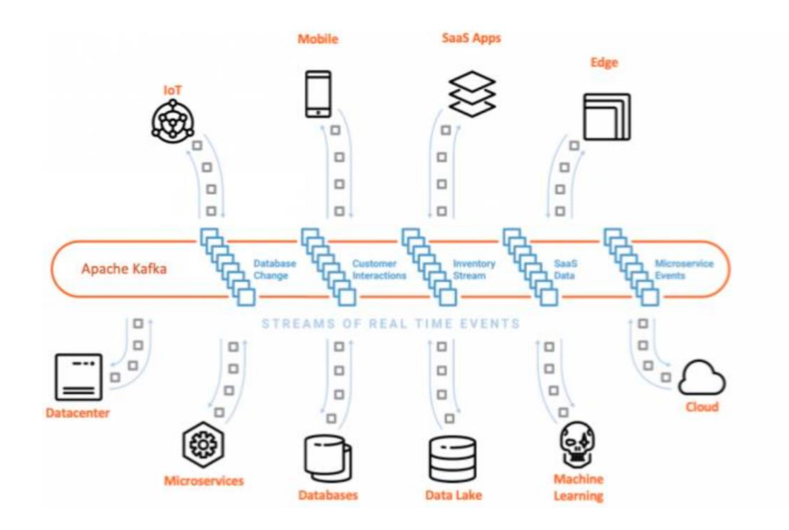 Mobile
SaaS Apps
Edge
IoT
Apache Kafka
Database
Change
Customer
Interactions
Inventory
Stream
SaaS
Data
Microservice
Events
STREAMS OF REAL TIME EVENTS
Datacenter
Cloud
Microservices
Databases
Data Lake
Machine
Learning